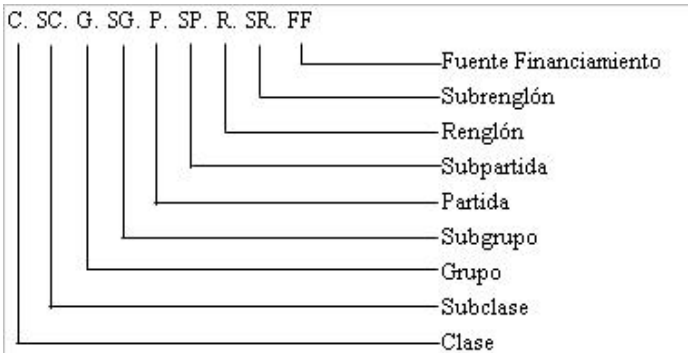 C. SC. G. SG. P. SP. R. SR. FF
Fuente Financiamiento
Subrenglón
Renglón
Subpartida
Partida
Subgrupo
Grupo
Subclase
Clase